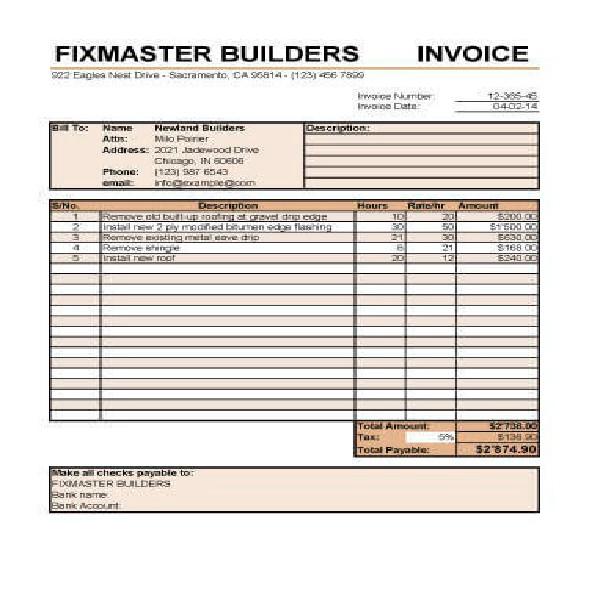 FIXMASTER BUILDERS INVOICE
922 Eagles Nest Drive - Sacramento, CA 95814 - (123) 456 7899
Invoice Number: 12-365-45
Invoice Date: 04-02-14
Bill To: Name Newland Builders Description:
Attn: Milo Poirier
Address: 2021 Jadewood Drive
Chicago, IN 60606
Phone: (123) 987 6543
email: info@example@com
S/No. Description Hours Rate/hr Amount
1 Remove old built-up roofing at gravel drip edge 10 20 $200.00
2 Install new 2 ply modified bitumen edge flashing 30 50 $1'500.00
3 Remove existing metal eave drip 21 30 $630.00
4 Remove shingle 8 21 $168.00
5 Install new roof 20 12 $240.00
Total Amount: $2'738.00
Tax: 5% $136.90
Total Payable: $2'874.90
Make all checks payable to:
FIXMASTER BUILDERS
Bank name:
Bank Account: